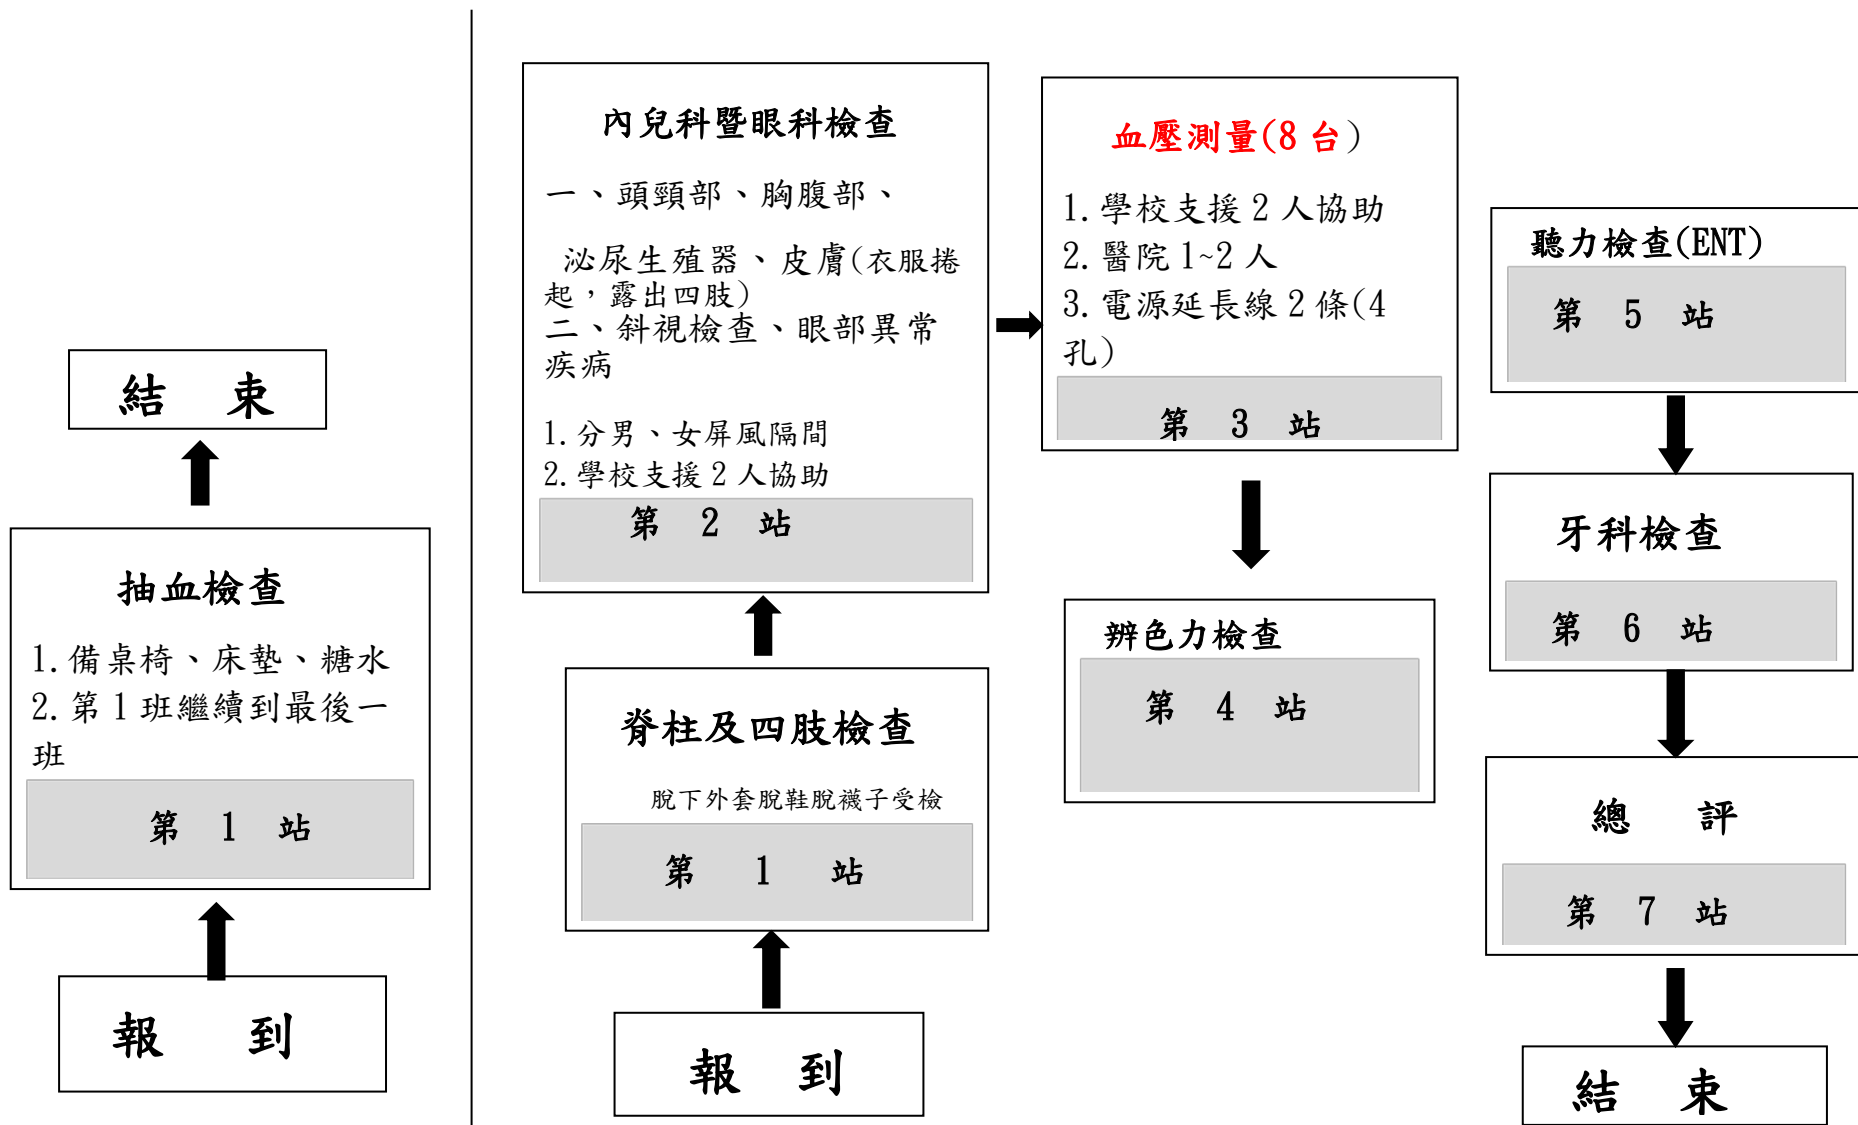 結 束
抽血檢查
1.備桌椅、床墊、糖水
2.第1班繼續到最後一
班
第 1 站
報 到
內兒科暨眼科檢查
一、頭頸部、胸腹部、
泌尿生殖器、皮膚(衣服捲
起，露出四肢)
二、斜視檢查、眼部異常
疾病
1.分男、女屏風隔間
2.學校支援2人協助
第 2 站
脊柱及四肢檢查
脫下外套脫鞋脫襪子受檢
第 1 站
報 到
血壓測量(8台)
1.學校支援2人協助
2.醫院1~2人
3.電源延長線2條(4
孔)
第 3 站
辨色力檢查
第 4 站
聽力檢查(ENT)
第 5 站
牙科檢查
第 6 站
總 評
第 7 站
結 束